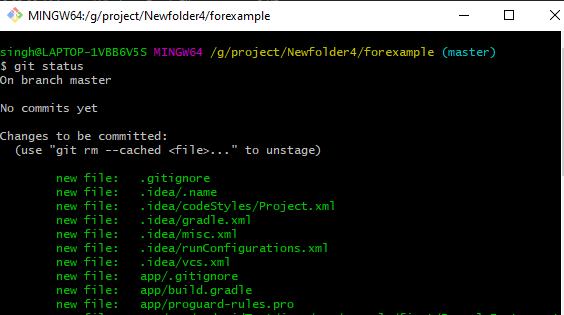 MINGW64:/g/project/Newfolder4/forexample
singh@LAPTOP-1VBB6V5S MINGW64 /g/project/Newfolder4/forexample (master)
$ git status
On branch master
No commits yet
Changes to be committed:
(use "git rm --cached <file>..." to unstage)
new file: .gitignore
new file: .idea/.name
new file: .idea/codeStyles/Project.xml
new file: .idea/gradle.xml
new file: .idea/misc.xml
new file: .idea/runConfigurations.xml
new file: .idea/vcs.xml
new file: app/.gitignore
new file: app/build.gradle
new file: app/proguard-rules.pro